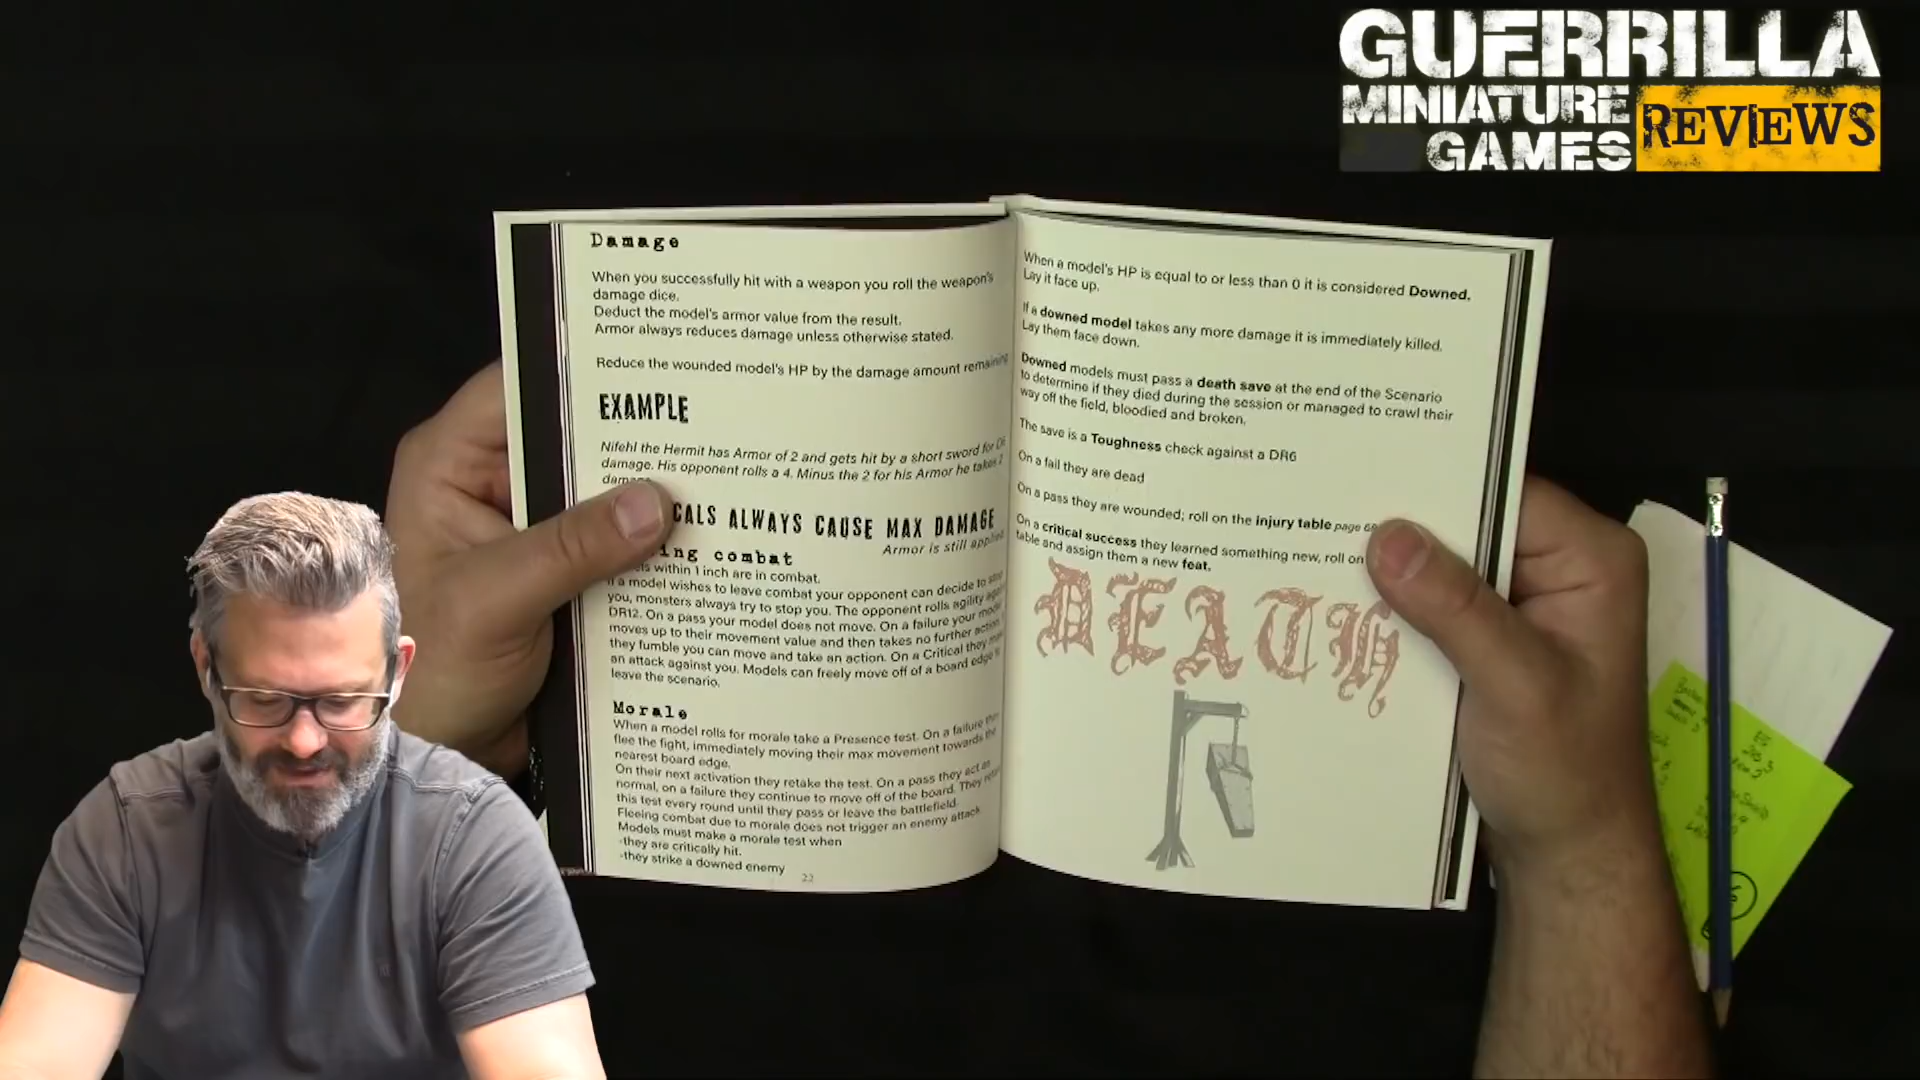 GUERRILLA
MINIATURE
GAMES
REVIEWS
Damage
When you successfully hit with a weapon you roll the weapon's
damage dice.
Deduct the model's armor value from the result.
Armor always reduces damage unless otherwise stated.
Reduce the wounded model's HP by the damage amount remaining
EXAMPLE
Nifehl the Hermit has Armor of 2 and gets hit by a short sword for D6
damage. His opponent rolls a 4. Minus the 2 for his Armor he takes 2
CALS ALWAYS CAUSE MAX DAMAGE
Armor is still applied
ing combat
within 1 inch are in combat.
If a model wishes to leave combat your opponent can decide to stop
you, monsters always try to stop you. The opponent rolls agility
DR12. On a pass your model does not move. On a failure your model
moves up to their movement value and then takes no further action.
they fumble you can move and take an action. On a Critical they
an attack against you. Models can freely move off of a board edge
leave the scenario.
Morale
When a model rolls for morale take a Presence test. On a failure
flee the fight, immediately moving their max movement towards the
nearest board edge.
On their next activation they retake the test. On a pass they act as
normal, on a failure they continue to move off of the board. They
this test every round until they pass or leave the battlefield.
Fleeing combat due to morale does not trigger an enemy attack.
Models must make a morale test when
-they are critically hit.
-they strike a downed enemy
22
When a model's HP is equal to or less than 0 it is considered Downed.
Lay it face up.
If a downed model takes any more damage it is immediately killed.
Lay them face down.
Downed models must pass a death save at the end of the Scenario
to determine if they died during the session or managed to crawl their
way off the field, bloodied and broken.
The save is a Toughness check against a DR6
On a fail they are dead
On a pass they are wounded; roll on the injury table page
On a critical success they learned something new, roll on
table and assign them a new feat.
DEATH